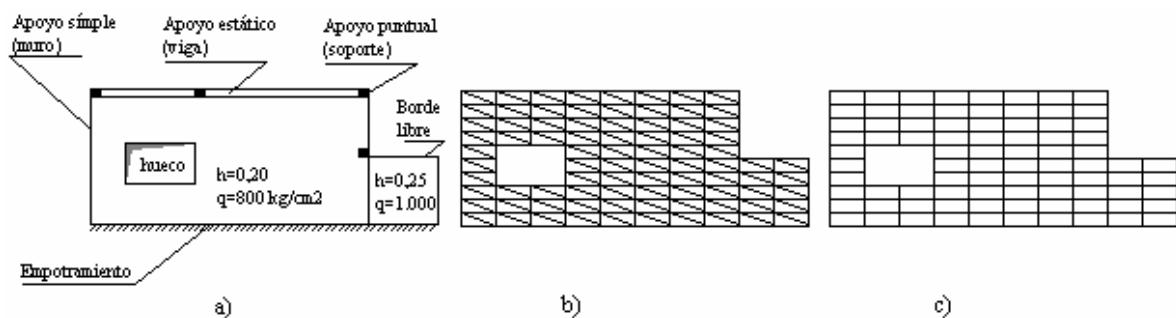 Apoyo símple
(muro)
Apoyo estático
(viga)
Apoyo puntual
(soporte)
Borde
libre
hueco
h=0,20
q=800 kg/cm2
h=0,25
q=1.000
Empotramiento
a)
b)
c)